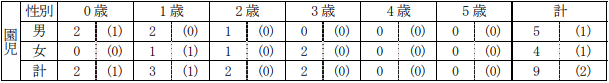 園児 性別 0歳 1歳 2歳 3歳 4歳 5歳 計
男 2 (1) 2 (0) 1 (0) 0 (0) 0 0 (0) 0 0 (0) 5 (1)
女 0 (0) 1 (1) 1 (0) 2 (0) 0 (0) 0 (0) 4 (1)
計 2 (1) 3 (1) 2 (0) 2 (0) 0 (0) 0 (0) 9 (2)